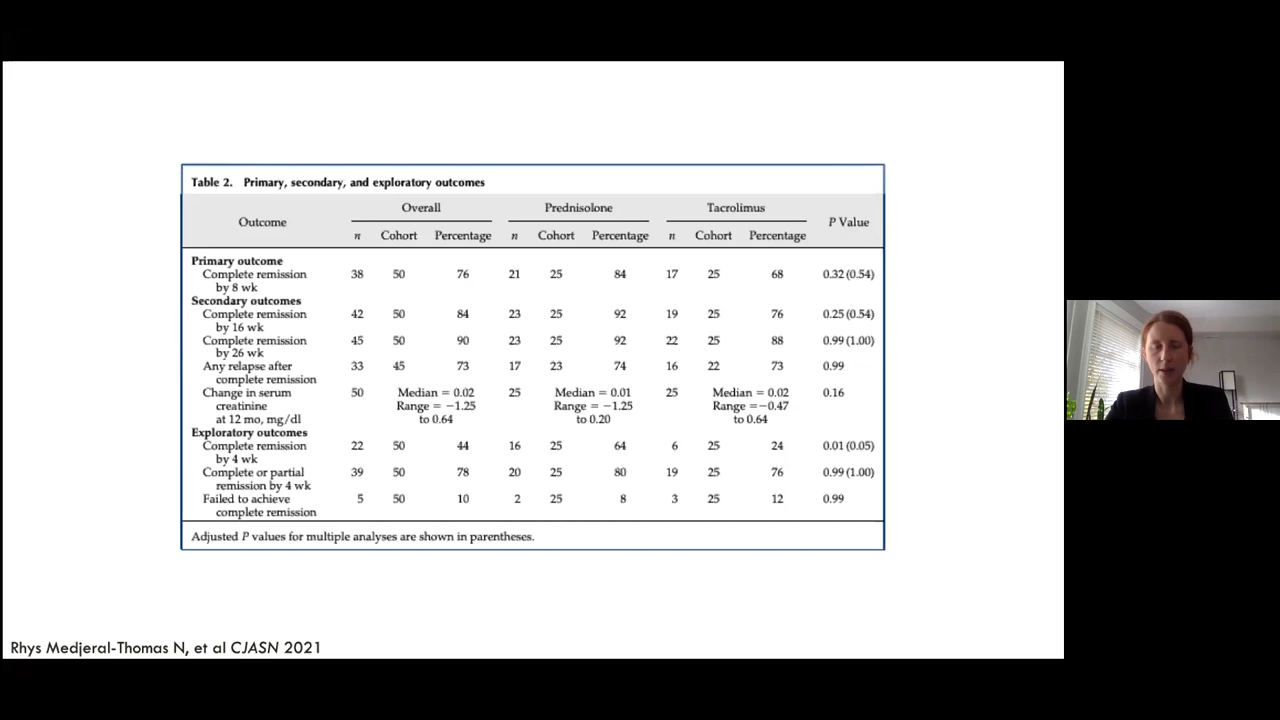 Table 2. Primary, secondary, and exploratory outcomes
Outcome Overall Prednisolone Tacrolimus P Value
n Cohort Percentage n Cohort Percentage n Cohort Percentage
Primary outcome
Complete remission 38 50 76 21 25 84 17 25 68 0.32 (0.54)
by 8 wk
Secondary outcomes
Complete remission 42 50 84 23 25 92 19 25 76 0.25 (0.54)
by 16 wk
Complete remission 45 50 90 23 25 92 22 25 88 0.99 (1.00)
by 26 wk
Any relapse after 33 45 73 17 23 74 16 22 73 0.99
complete remission
Change in serum 50 Median = 0.02 25 Median = 0.01 25 Median = 0.02 0.16
creatinine Range = −1.25 Range = −1.25 Range =−0.47
at 12 mo, mg/dl to 0.64 to 0.20 to 0.64
Exploratory outcomes
Complete remission 22 50 44 16 25 64 6 25 24 0.01 (0.05)
by 4 wk
Complete or partial 39 50 78 20 25 80 19 25 76 0.99 (1.00)
remission by 4 wk
Failed to achieve 5 50 10 2 25 8 3 25 12 0.99
complete remission
Adjusted P values for multiple analyses are shown in parentheses.
Rhys Medjeral-Thomas N, et al CJASN 2021